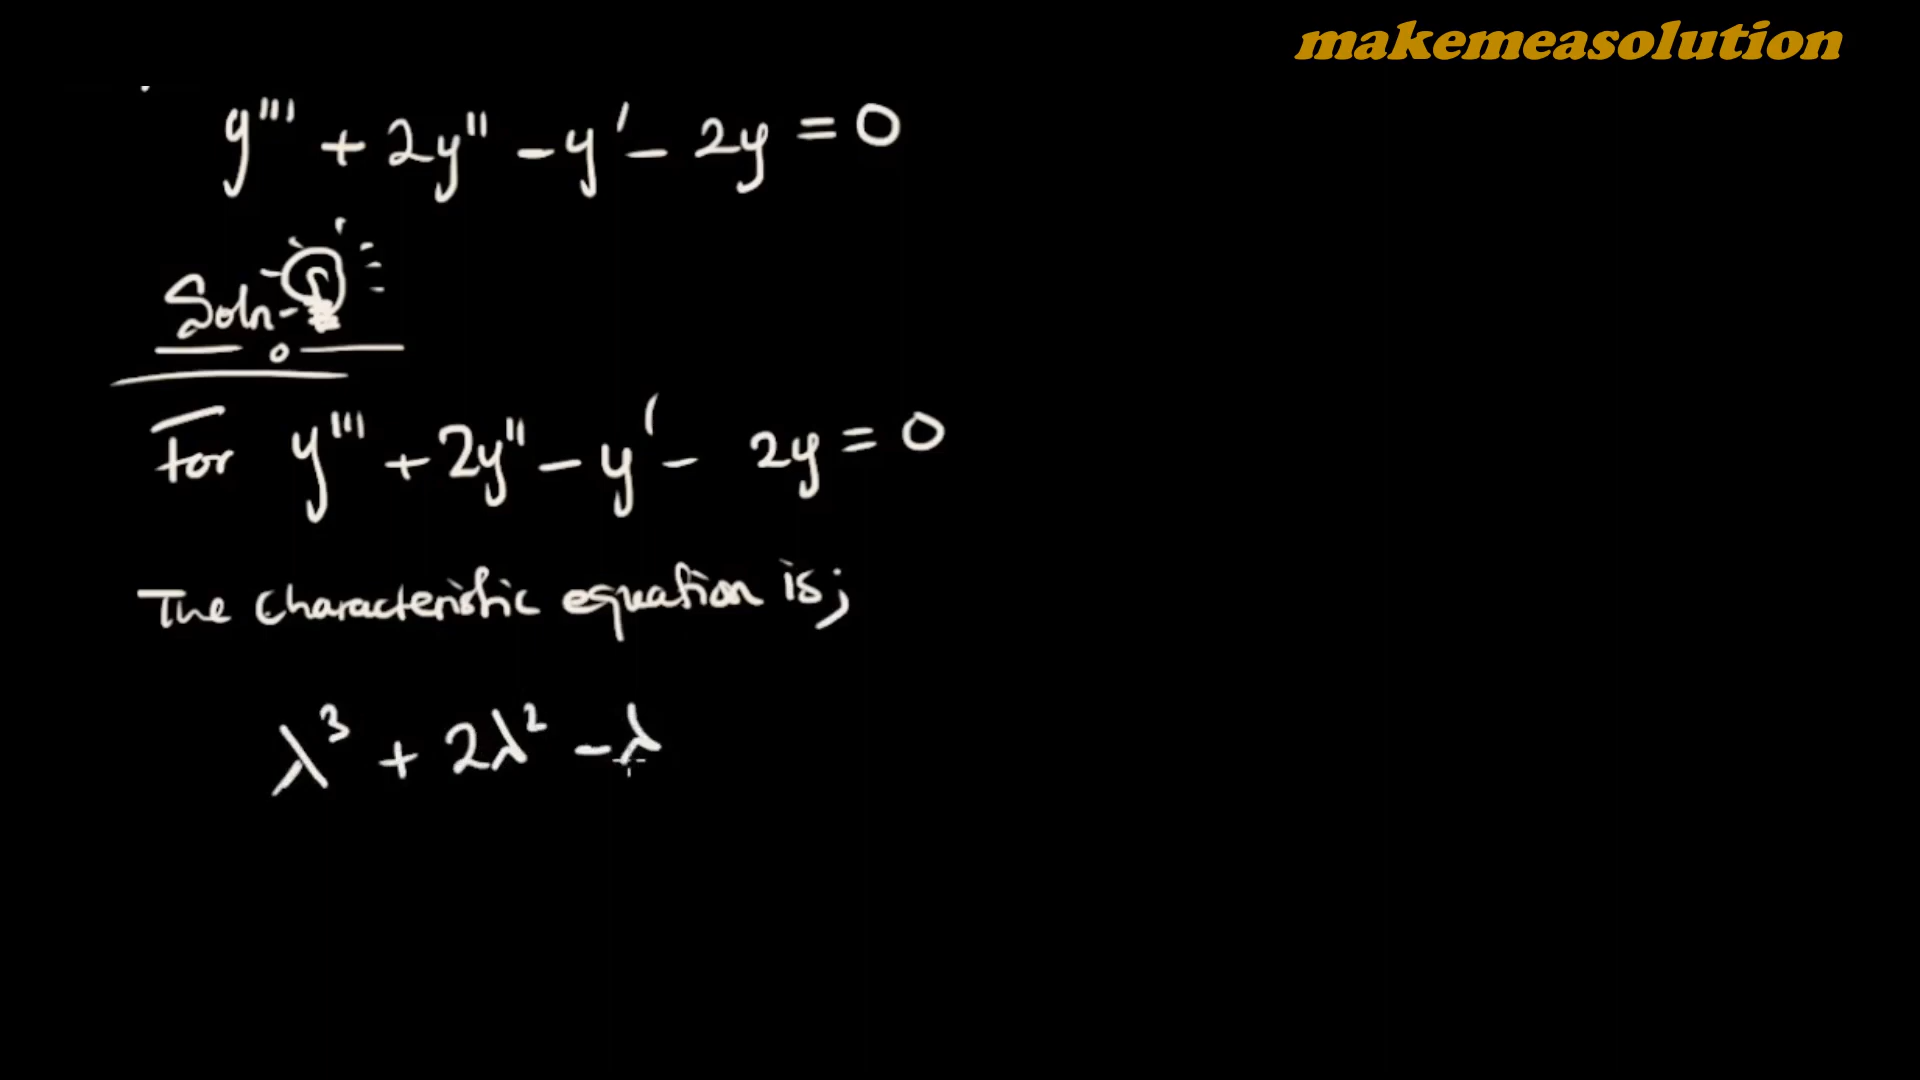 makemeasolution
y''' + 2y'' - y' - 2y = 0
Soln-
For y''' + 2y'' - y' - 2y = 0
The characteristic equation is;
λ³ + 2λ² - λ